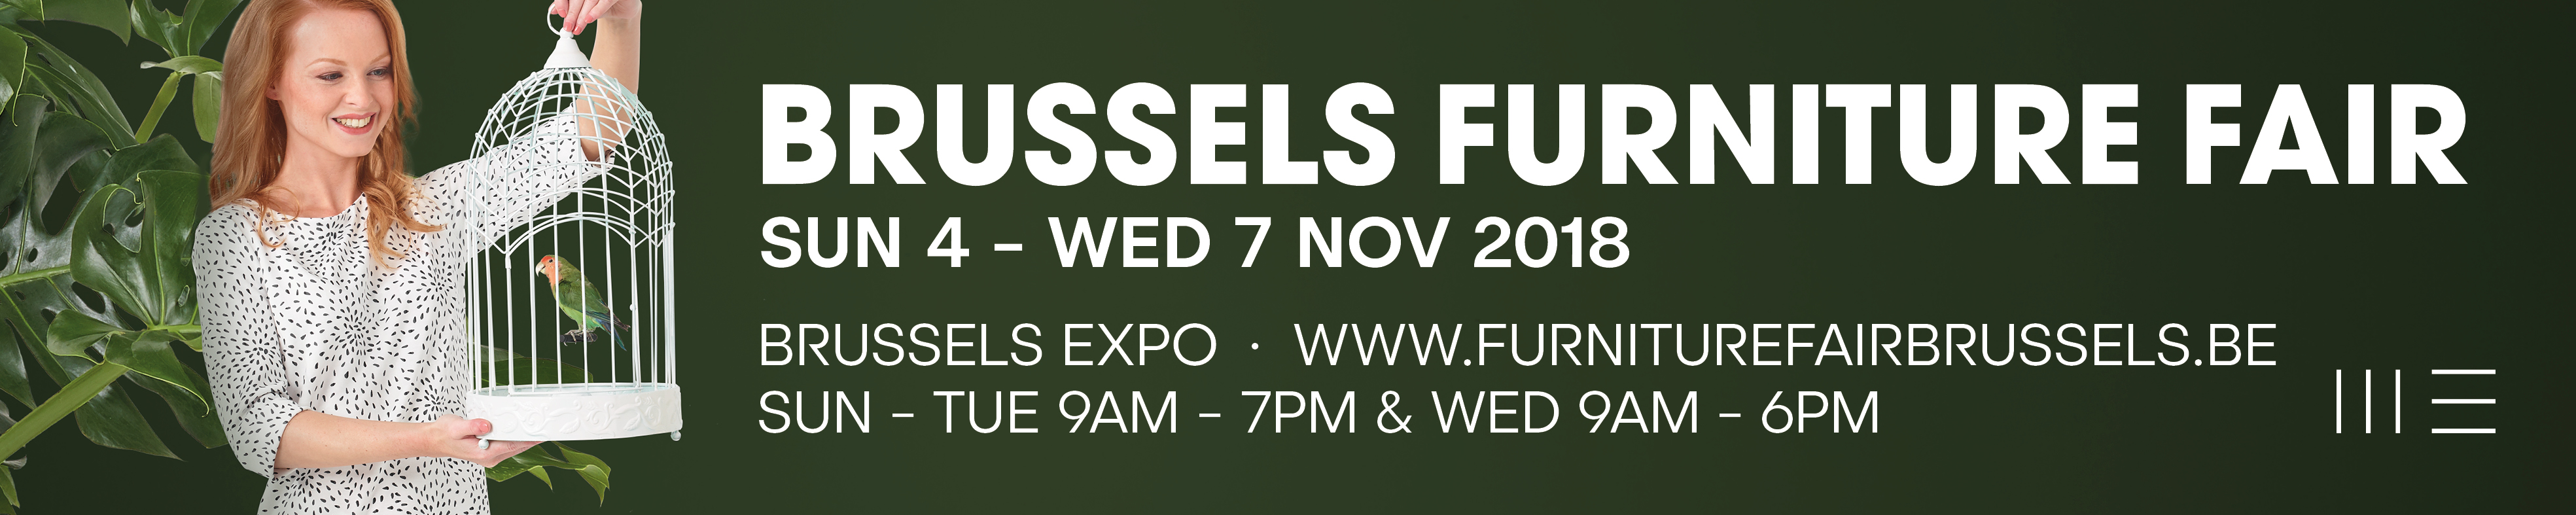 BRUSSELS FURNITURE FAIR
SUN 4 – WED 7 NOV 2018
BRUSSELS EXPO · WWW.FURNITUREFAIRBRUSSELS.BE
SUN – TUE 9AM – 7PM & WED 9AM – 6PM